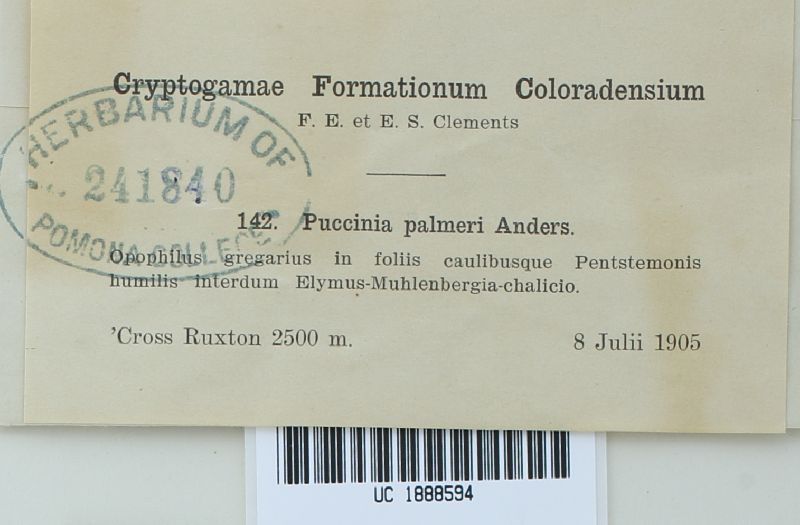 Cryptogamae Formationum Coloradensium
F. E. et E. S. Clements
HERBARIUM OF
241840
POMONA COLLEGE
142. Puccinia palmeri Anders.
Opophilus gregarius in foliis caulibusque Pentstemonis
humilis interdum Elymus-Muhlenbergia-chalicio.
'Cross Ruxton 2500 m.
8 Julii 1905
UC 1888594